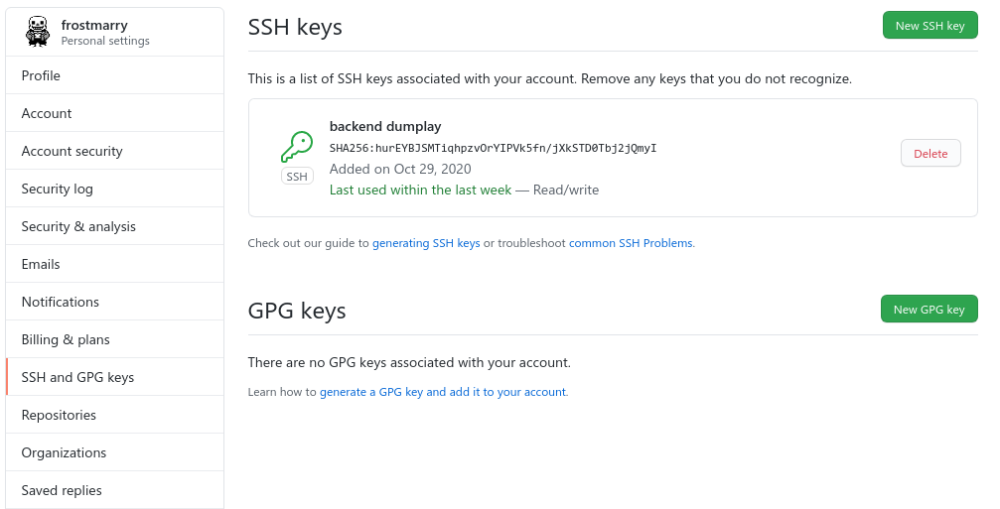 frostmarry
Personal settings
Profile
Account
Account security
Security log
Security & analysis
Emails
Notifications
Billing & plans
SSH and GPG keys
Repositories
Organizations
Saved replies
SSH keys
New SSH key
This is a list of SSH keys associated with your account. Remove any keys that you do not recognize.
SSH
backend dumplay
SHA256:hurEYBJSMTiqhpzvOrYIPVk5fn/jXkSTD0Tbj2jQmyI
Added on Oct 29, 2020
Last used within the last week — Read/write
Delete
Check out our guide to generating SSH keys or troubleshoot common SSH Problems.
GPG keys
New GPG key
There are no GPG keys associated with your account.
Learn how to generate a GPG key and add it to your account.